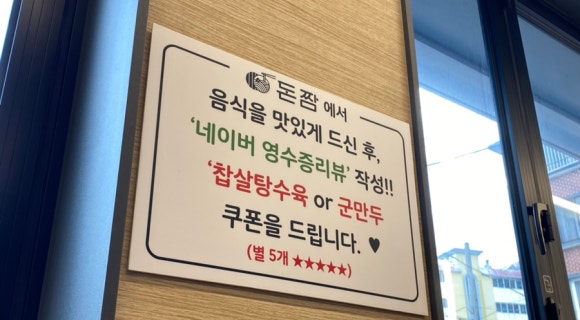 돈짬에서
음식을 맛있게 드신 후,
‘네이버 영수증리뷰’ 작성!!
‘찹살탕수육 or 군만두
쿠폰을 드립니다. ♥
(별 5개 ★★★★★)